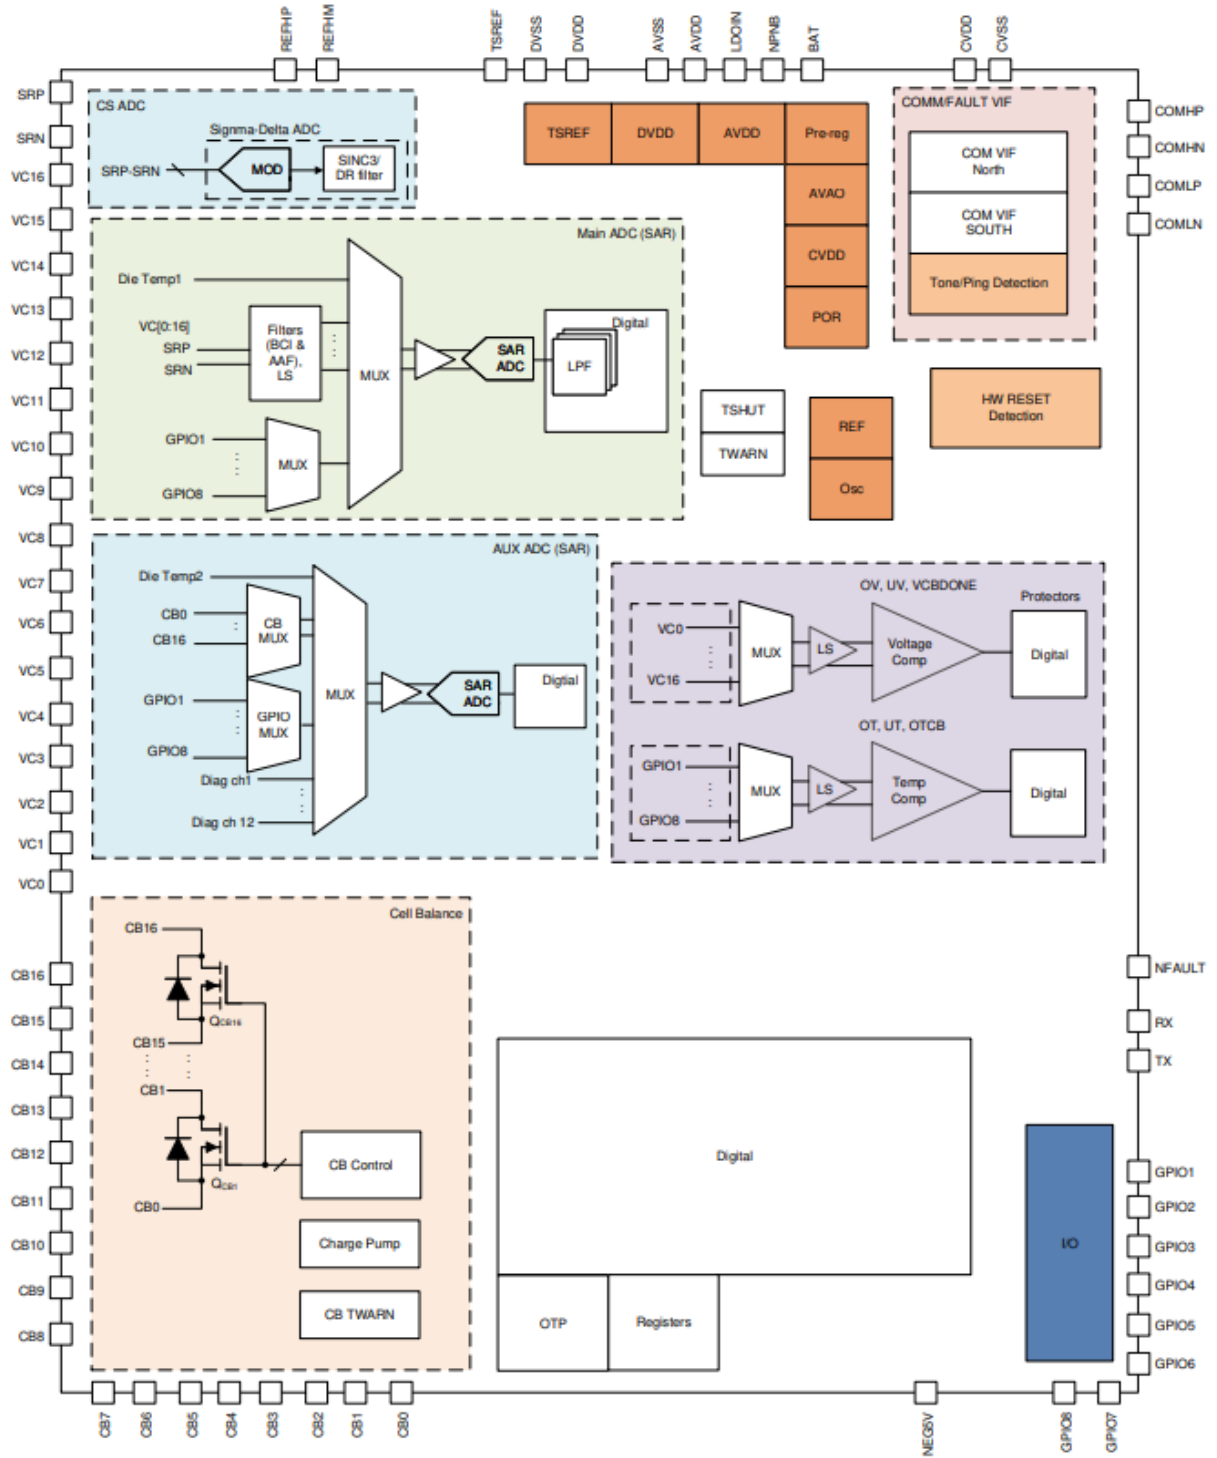 REFHP
REFHM
TSREF
DVSS
DVDD
AVSS
AVDD
LDOIN
NPNB
BAT
CVDD
CVSS
SRP
SRN
VC16
VC15
VC14
VC13
VC12
VC11
VC10
VC9
VC8
VC7
VC6
VC5
VC4
VC3
VC2
VC1
VC0
CB16
CB15
CB14
CB13
CB12
CB11
CB10
CB9
CB8
CS ADC
Signma-Delta ADC
SRP-SRN
MOD
SINC3/
DR filter
Main ADC (SAR)
Die Temp1
VC[0:16]
SRP
SRN
Filters
(BCI &
AAF),
LS
GPIO1
GPIO8
MUX
MUX
SAR
ADC
Digital
LPF
TSREF
DVDD
AVDD
Pre-reg
AVAO
CVDD
POR
COMM/FAULT VIF
COM VIF
North
COM VIF
SOUTH
Tone/Ping Detection
TSHUT
TWARN
REF
Osc
HW RESET
Detection
AUX ADC (SAR)
Die Temp2
CB0
CB16
CB
MUX
GPIO1
GPIO8
GPIO
MUX
Diag ch1
Diag ch 12
MUX
SAR
ADC
Digtial
OV, UV, VCBDONE
Protectors
VC0
VC16
MUX
LS
Voltage
Comp
Digital
OT, UT, OTCB
GPIO1
GPIO8
MUX
LS
Temp
Comp
Digital
Cell Balance
CB16
QCB16
CB15
CB1
QCB1
CB0
CB Control
Charge Pump
CB TWARN
Digital
OTP
Registers
I/O
COMHP
COMHN
COMLP
COMLN
NFAULT
RX
TX
GPIO1
GPIO2
GPIO3
GPIO4
GPIO5
GPIO6
CB7
CB6
CB5
CB4
CB3
CB2
CB1
CB0
NEG5V
GPIO8
GPIO7